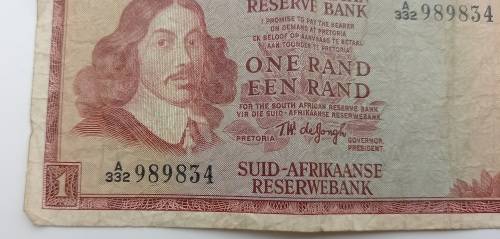 RESERVE BANK
A/332 989834
I PROMISE TO PAY THE BEARER
ON DEMAND AT PRETORIA
EK BELOOF OP AANVRAAG TE BETAAL
AAN TOONDER TE PRETORIA
ONE RAND
EEN RAND
FOR THE SOUTH AFRICAN RESERVE BANK
VIR DIE SUID-AFRIKAANSE RESERWEBANK
T W de Jongh
PRETORIA
GOVERNOR
PRESIDENT
A/332 989834
1
SUID-AFRIKAANSE
RESERWEBANK